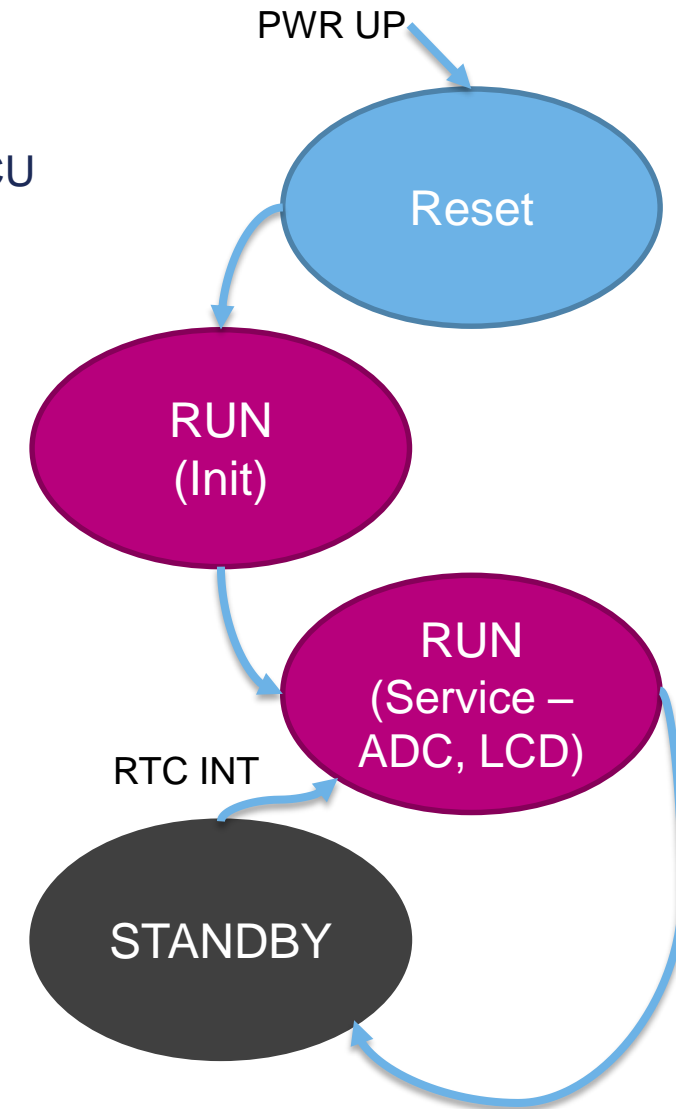 PWR UP
CU
Reset
RUN
(Init)
RUN
(Service –
ADC, LCD)
RTC INT
STANDBY